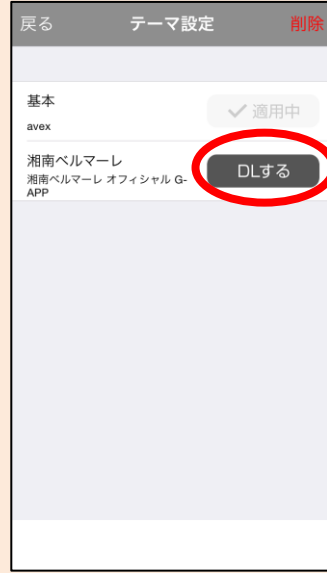 戻る テーマ設定 削除
基本
avex
✓ 適用中
湘南ベルマーレ
湘南ベルマーレ オフィシャル G-
APP
DLする